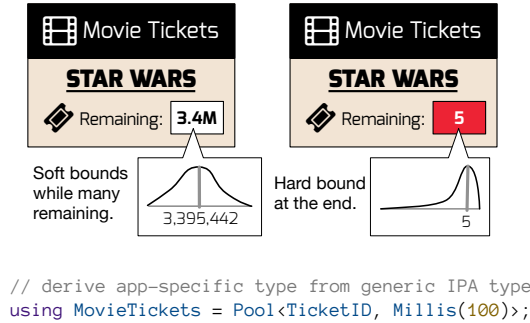 Movie Tickets
STAR WARS
Remaining: 3.4M
Soft bounds
while many
remaining.
3,395,442
Movie Tickets
STAR WARS
Remaining: 5
Hard bound
at the end.
5
// derive app-specific type from generic IPA type
using MovieTickets = Pool<TicketID, Millis(100)>;